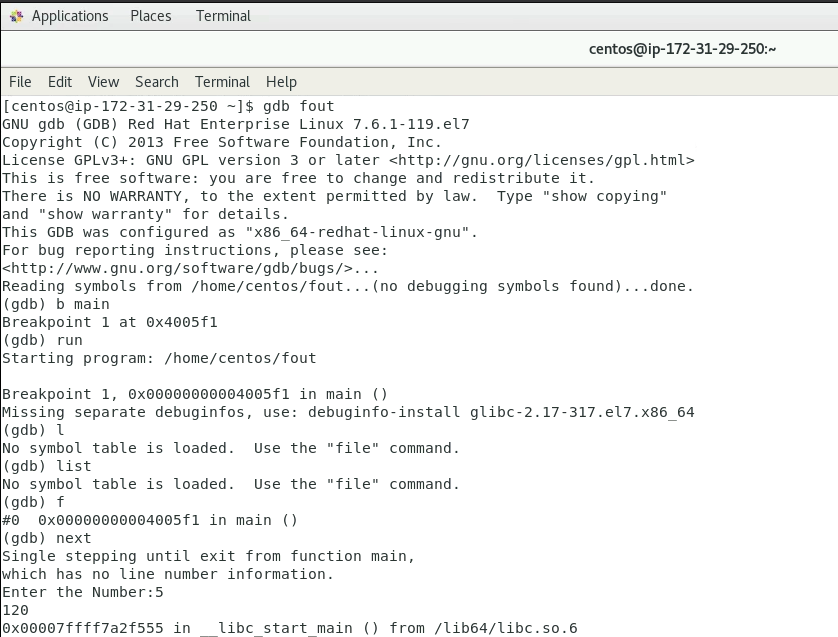 Applications Places Terminal
centos@ip-172-31-29-250:~
File Edit View Search Terminal Help
[centos@ip-172-31-29-250 ~]$ gdb fout
GNU gdb (GDB) Red Hat Enterprise Linux 7.6.1-119.el7
Copyright (C) 2013 Free Software Foundation, Inc.
License GPLv3+: GNU GPL version 3 or later <http://gnu.org/licenses/gpl.html>
This is free software: you are free to change and redistribute it.
There is NO WARRANTY, to the extent permitted by law.  Type "show copying"
and "show warranty" for details.
This GDB was configured as "x86_64-redhat-linux-gnu".
For bug reporting instructions, please see:
<http://www.gnu.org/software/gdb/bugs/>...
Reading symbols from /home/centos/fout...(no debugging symbols found)...done.
(gdb) b main
Breakpoint 1 at 0x4005f1
(gdb) run
Starting program: /home/centos/fout
Breakpoint 1, 0x00000000004005f1 in main ()
Missing separate debuginfos, use: debuginfo-install glibc-2.17-317.el7.x86_64
(gdb) l
No symbol table is loaded.  Use the "file" command.
(gdb) list
No symbol table is loaded.  Use the "file" command.
(gdb) f
#0  0x00000000004005f1 in main ()
(gdb) next
Single stepping until exit from function main,
which has no line number information.
Enter the Number:5
120
0x00007ffff7a2f555 in __libc_start_main () from /lib64/libc.so.6